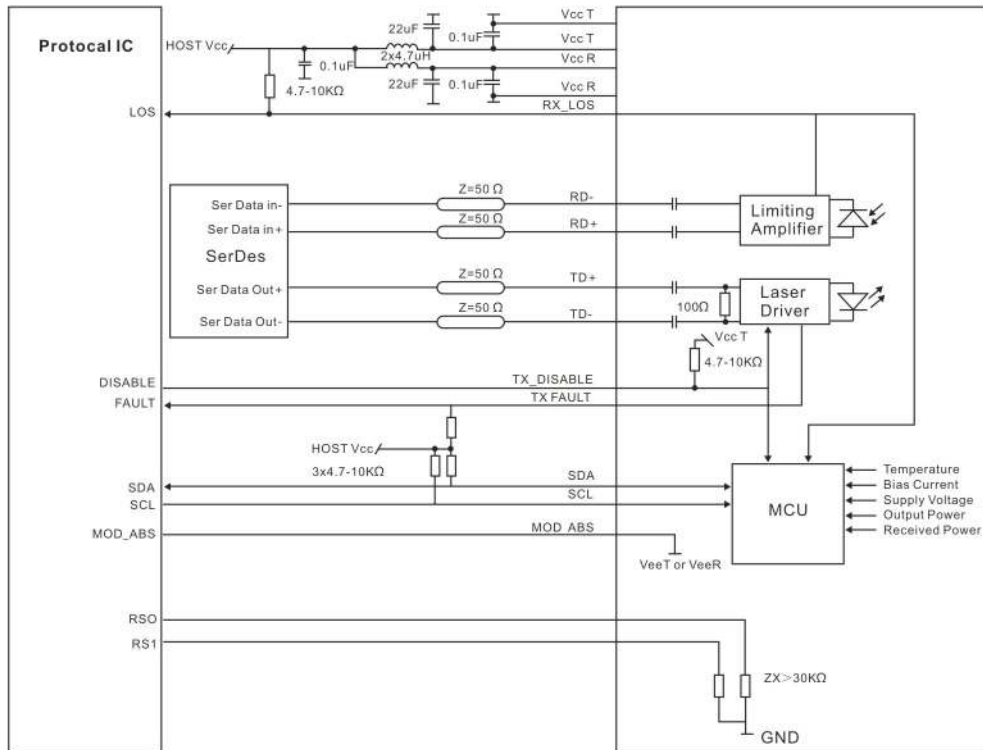 Protocal IC
HOST Vcc
0.1uF
4.7-10KΩ
22uF
2x4.7uH
22uF
0.1uF
0.1uF
Vcc T
Vcc T
Vcc R
Vcc R
LOS
RX_LOS
Ser Data in-
Ser Data in+
SerDes
Ser Data Out+
Ser Data Out-
Z=50 Ω
Z=50 Ω
Z=50 Ω
Z=50 Ω
RD-
RD+
TD+
TD-
Limiting
Amplifier
100Ω
Laser
Driver
Vcc T
4.7-10KΩ
DISABLE
TX_DISABLE
FAULT
TX FAULT
HOST Vcc
3x4.7-10KΩ
SDA
SDA
SCL
SCL
MCU
Temperature
Bias Current
Supply Voltage
Output Power
Received Power
MOD_ABS
MOD ABS
VeeT or VeeR
RSO
RS1
ZX>30KΩ
GND